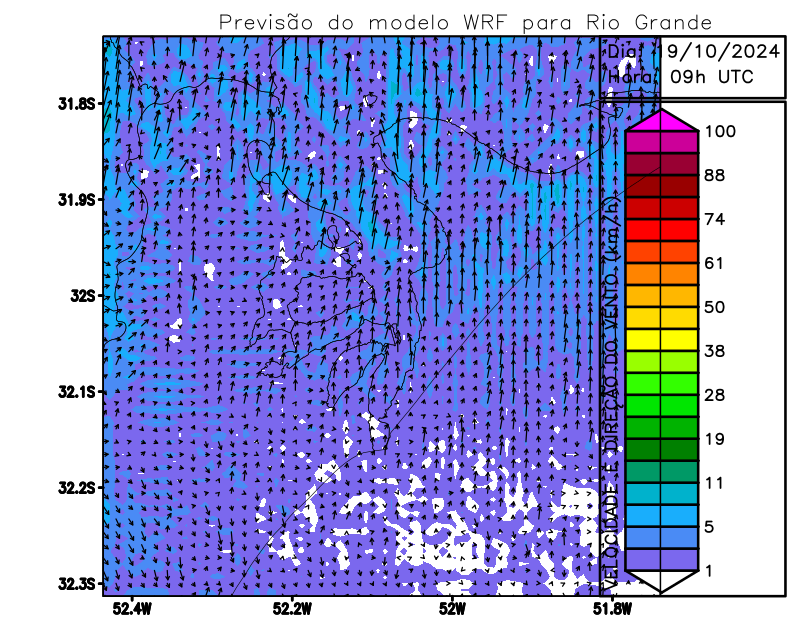 Previsão do modelo WRF para Rio Grande
Dia: 9/10/2024
Hora: 09h UTC
31.8S
31.9S
32S
32.1S
32.2S
32.3S
52.4W
52.2W
52W
51.8W
VELOCIDADE E DIREÇÃO DO VENTO (km/h)
100
88
74
61
50
38
28
19
11
5
1